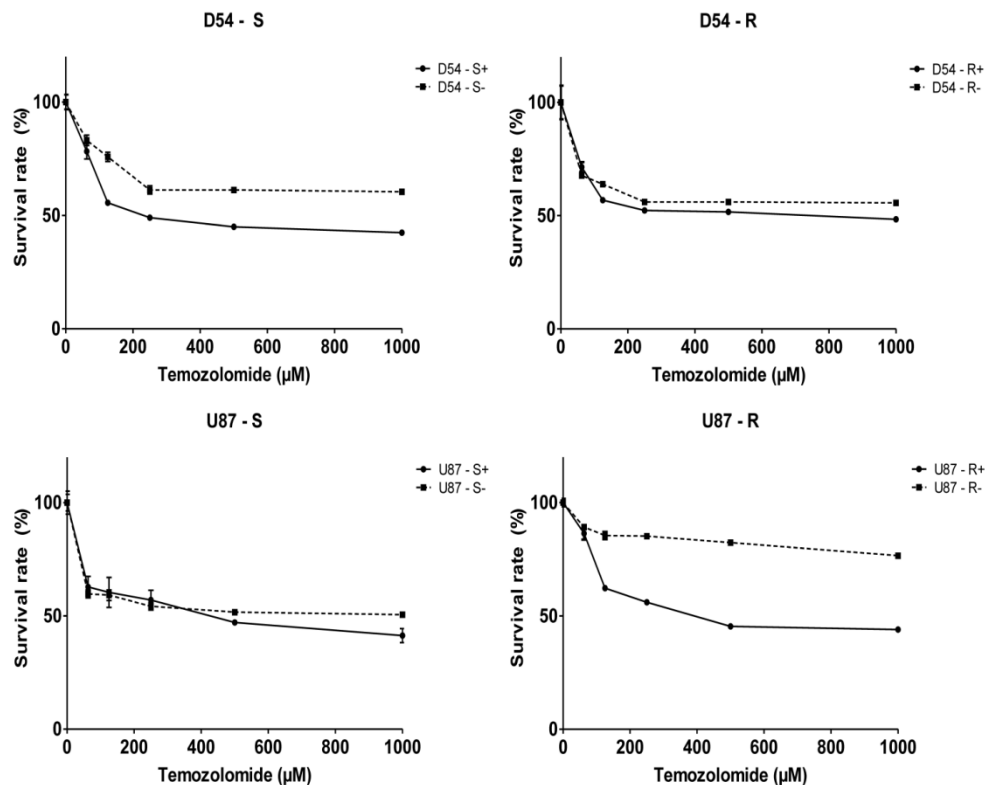 D54 - S
D54 - S+
D54 - S-
Survival rate (%)
100
50
0
0 200 400 600 800 1000
Temozolomide (µM)
D54 - R
D54 - R+
D54 - R-
Survival rate (%)
100
50
0
0 200 400 600 800 1000
Temozolomide (µM)
U87 - S
U87 - S+
U87 - S-
Survival rate (%)
100
50
0
0 200 400 600 800 1000
Temozolomide (µM)
U87 - R
U87 - R+
U87 - R-
Survival rate (%)
100
50
0
0 200 400 600 800 1000
Temozolomide (µM)